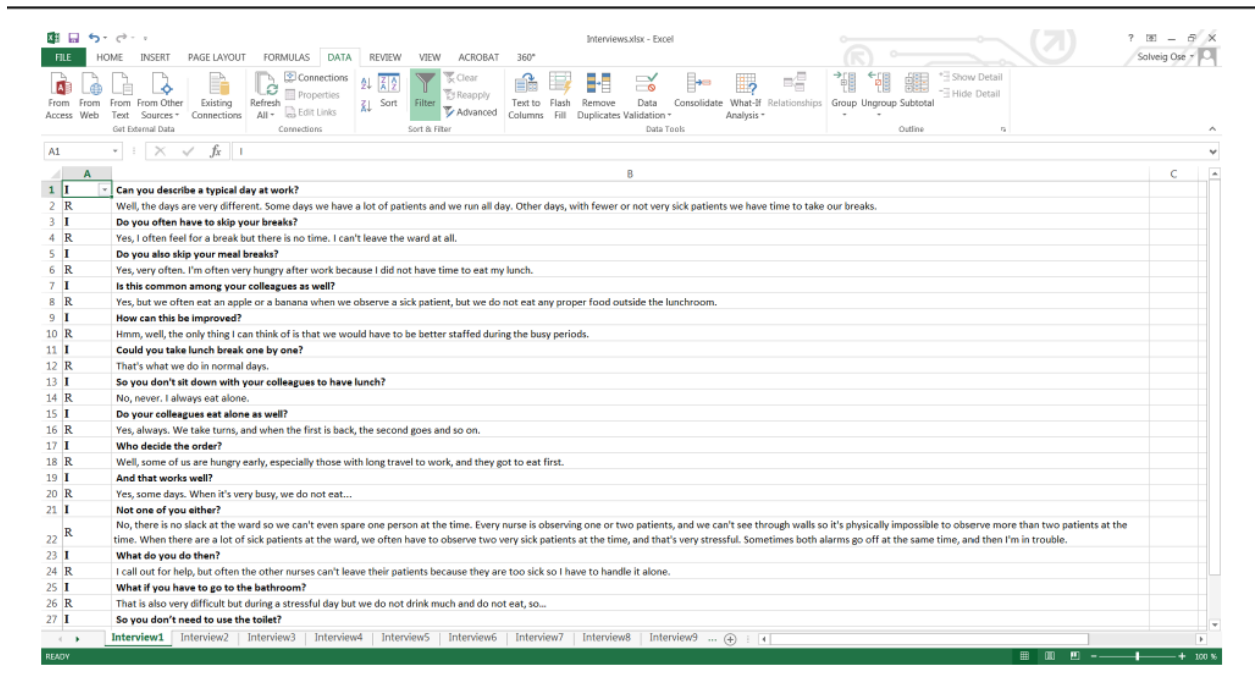 Interviews.xlsx - Excel
Solveig Ose
FILE HOME INSERT PAGE LAYOUT FORMULAS DATA REVIEW VIEW ACROBAT 360°
From Access
From Web
From Text
From Other Sources
Existing Connections
Get External Data
Refresh All
Connections
Properties
Edit Links
Connections
Sort
Filter
Clear
Reapply
Advanced
Sort & Filter
Text to Columns
Flash Fill
Remove Duplicates
Data Validation
Consolidate
What-If Analysis
Relationships
Data Tools
Group
Ungroup
Subtotal
Show Detail
Hide Detail
Outline
A1 fx I
A B C
1 I Can you describe a typical day at work?
2 R Well, the days are very different. Some days we have a lot of patients and we run all day. Other days, with fewer or not very sick patients we have time to take our breaks.
3 I Do you often have to skip your breaks?
4 R Yes, I often feel for a break but there is no time. I can't leave the ward at all.
5 I Do you also skip your meal breaks?
6 R Yes, very often. I'm often very hungry after work because I did not have time to eat my lunch.
7 I Is this common among your colleagues as well?
8 R Yes, but we often eat an apple or a banana when we observe a sick patient, but we do not eat any proper food outside the lunchroom.
9 I How can this be improved?
10 R Hmm, well, the only thing I can think of is that we would have to be better staffed during the busy periods.
11 I Could you take lunch break one by one?
12 R That's what we do in normal days.
13 I So you don't sit down with your colleagues to have lunch?
14 R No, never. I always eat alone.
15 I Do your colleagues eat alone as well?
16 R Yes, always. We take turns, and when the first is back, the second goes and so on.
17 I Who decide the order?
18 R Well, some of us are hungry early, especially those with long travel to work, and they got to eat first.
19 I And that works well?
20 R Yes, some days. When it's very busy, we do not eat...
21 I Not one of you either?
22 R No, there is no slack at the ward so we can't even spare one person at the time. Every nurse is observing one or two patients, and we can't see through walls so it's physically impossible to observe more than two patients at the
time. When there are a lot of sick patients at the ward, we often have to observe two very sick patients at the time, and that's very stressful. Sometimes both alarms go off at the same time, and then I'm in trouble.
23 I What do you do then?
24 R I call out for help, but often the other nurses can't leave their patients because they are too sick so I have to handle it alone.
25 I What if you have to go to the bathroom?
26 R That is also very difficult but during a stressful day but we do not drink much and do not eat, so...
27 I So you don't need to use the toilet?
Interview1 Interview2 Interview3 Interview4 Interview5 Interview6 Interview7 Interview8 Interview9 ...
READY 100 %